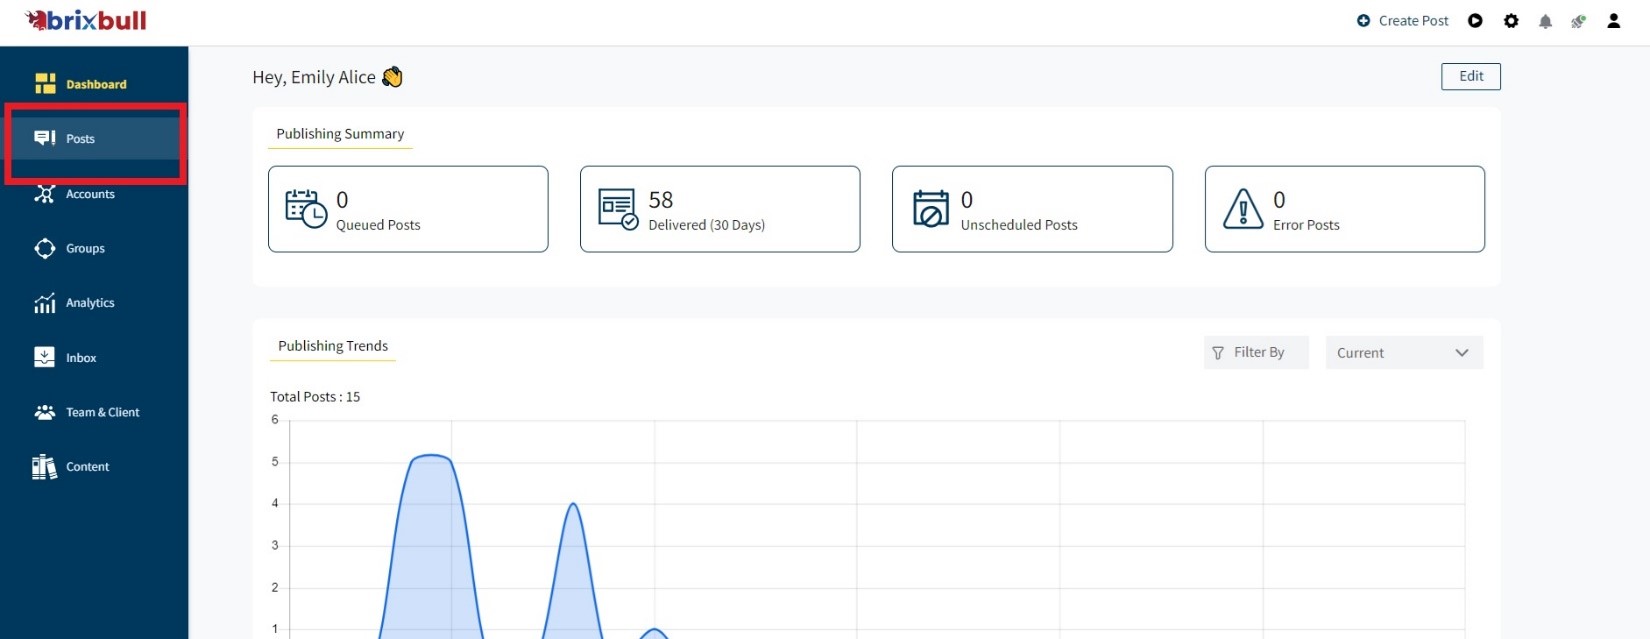 brixbull
Create Post
Dashboard
Posts
Accounts
Groups
Analytics
Inbox
Team & Client
Content
Hey, Emily Alice 👋
Edit
Publishing Summary
0
Queued Posts
58
Delivered (30 Days)
0
Unscheduled Posts
0
Error Posts
Publishing Trends
Filter By
Current
Total Posts : 15
6
5
4
3
2
1